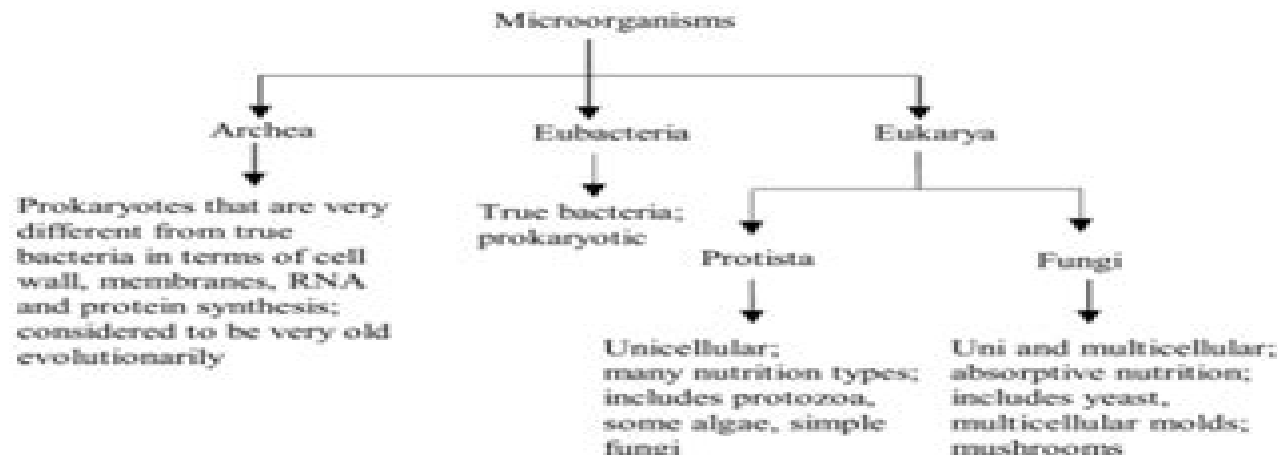 Microorganisms
Archea
Eubacteria
Eukarya
Prokaryotes that are very
different from true
bacteria in terms of cell
wall, membranes, RNA
and protein synthesis;
considered to be very old
evolutionarily
True bacteria;
prokaryotic
Protista
Fungi
Unicellular;
many nutrition types;
includes protozoa,
some algae, simple
fungi
Uni and multicellular;
absorptive nutrition;
includes yeast,
multicellular molds;
mushrooms